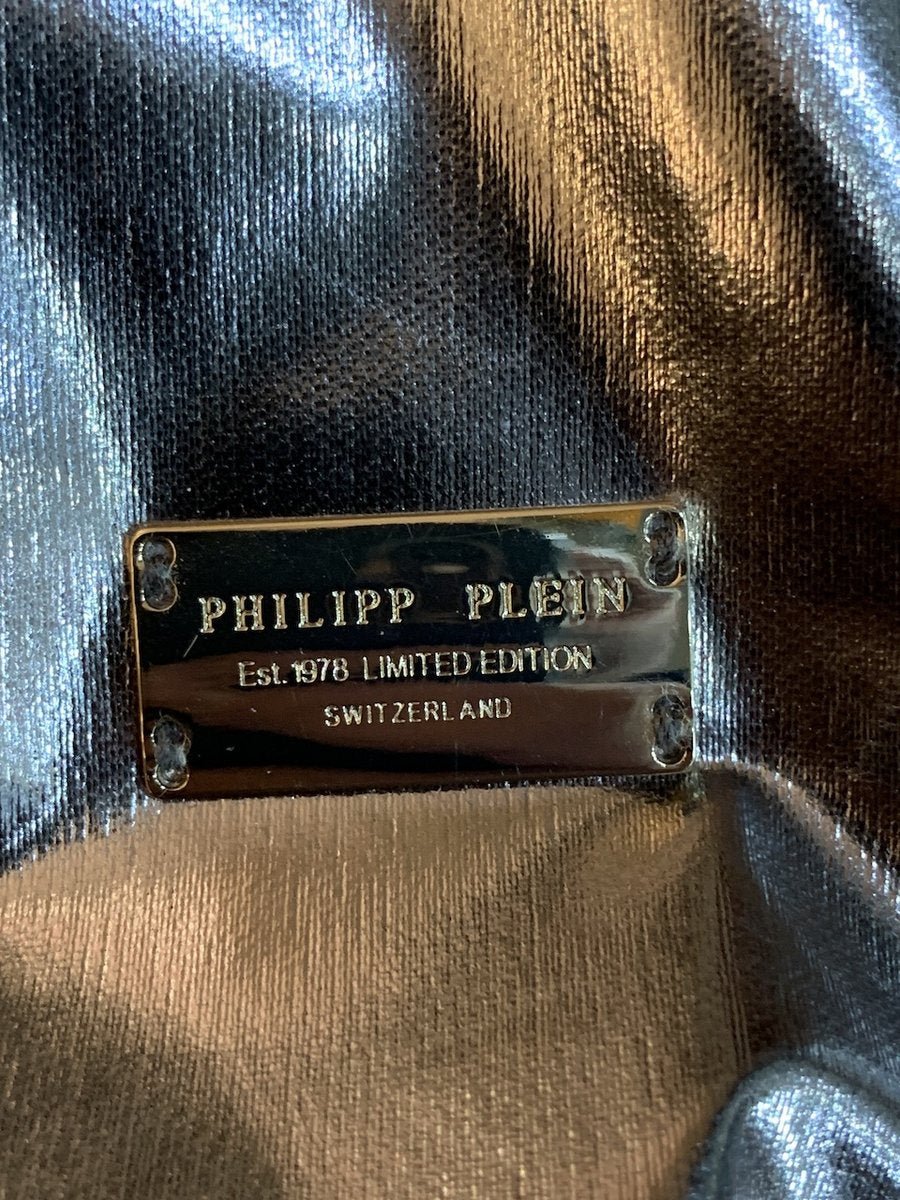 PHILIPP PLEIN
Est. 1978 LIMITED EDITION
SWITZERLAND